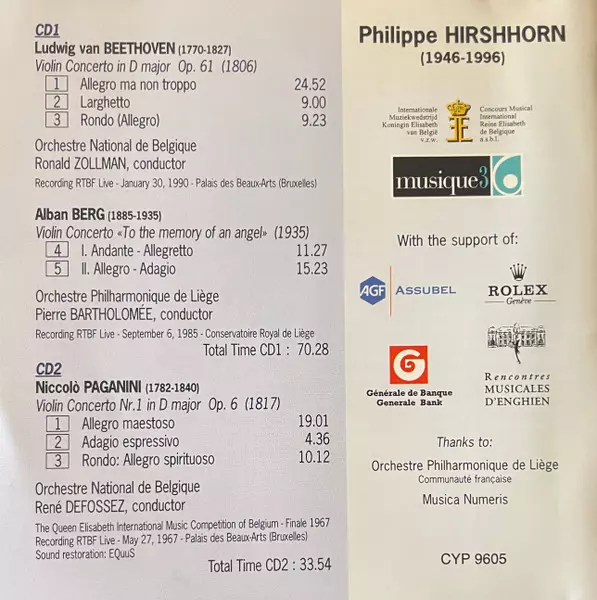 CD1
Ludwig van BEETHOVEN (1770-1827)
Violin Concerto in D major Op. 61 (1806)
1 Allegro ma non troppo 24.52
2 Larghetto 9.00
3 Rondo (Allegro) 9.23
Orchestre National de Belgique
Ronald ZOLLMAN, conductor
Recording RTBF Live - January 30, 1990 - Palais des Beaux-Arts (Bruxelles)
Alban BERG (1885-1935)
Violin Concerto «To the memory of an angel» (1935)
4 I. Andante - Allegretto 11.27
5 II. Allegro - Adagio 15.23
Orchestre Philharmonique de Liège
Pierre BARTHOLOMÉE, conductor
Recording RTBF Live - September 6, 1985 - Conservatoire Royal de Liège
Total Time CD1 : 70.28
CD2
Niccolò PAGANINI (1782-1840)
Violin Concerto Nr.1 in D major Op. 6 (1817)
1 Allegro maestoso 19.01
2 Adagio espressivo 4.36
3 Rondo: Allegro spirituoso 10.12
Orchestre National de Belgique
René DEFOSSEZ, conductor
The Queen Elisabeth International Music Competition of Belgium - Finale 1967
Recording RTBF Live - May 27, 1967 - Palais des Beaux-Arts (Bruxelles)
Sound restoration: EQuuS
Total Time CD2 : 33.54
Philippe HIRSHHORN
(1946-1996)
Internationale
Muziekwedstrijd
Koningin Elisabeth
van België
v.z.w.
Concours Musical
International
Reine Elisabeth
de Belgique
a.s.b.l.
musique3
With the support of:
AGF ASSUBEL
ROLEX
Genève
Générale de Banque
Generale Bank
Rencontres
MUSICALES
D'ENGHIEN
Thanks to:
Orchestre Philharmonique de Liège
Communauté française
Musica Numeris
CYP 9605